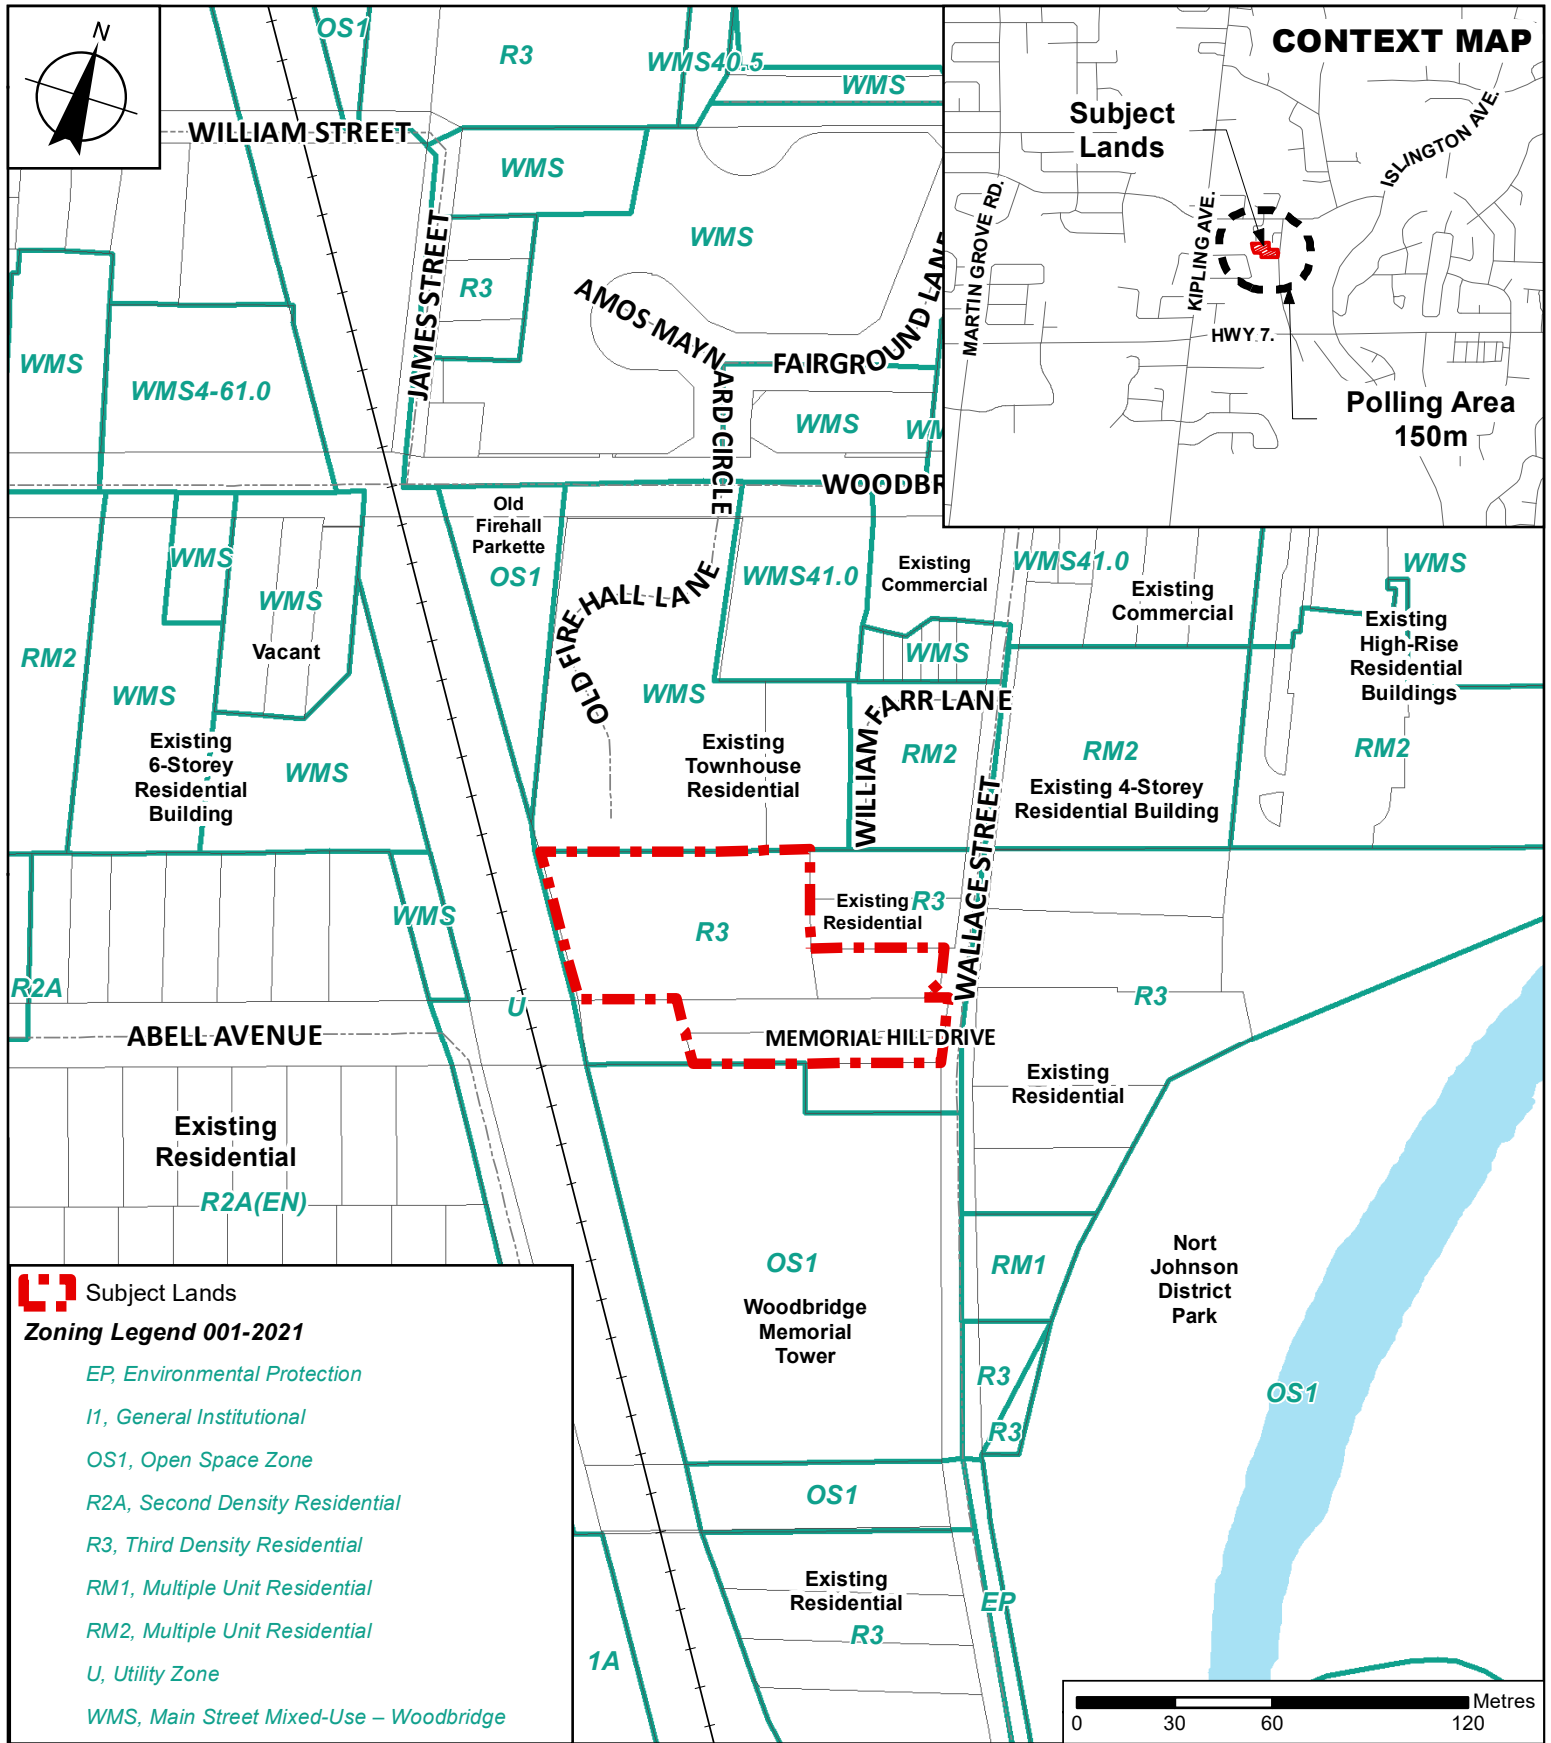 N
OS1
R3
WMS40.5
WMS
CONTEXT MAP
Subject
Lands
MARTIN GROVE RD.
KIPLING AVE.
ISLINGTON AVE.
HWY 7.
Polling Area
150m
WILLIAM STREET
WMS
WMS
JAMES STREET
R3
AMOS MAYNARD CIRCLE
FAIRGROUND LANE
WMS
WMS4-61.0
WMS
WM
WOODBR
Old
Firehall
Parkette
OS1
OLD FIREHALL LANE
WMS41.0
Existing
Commercial
WMS41.0
Existing
Commercial
WMS
Existing
High-Rise
Residential
Buildings
WMS
WMS
Vacant
RM2
WMS
WMS
WMS
Existing
6-Storey
Residential
Building
WMS
Existing
Townhouse
Residential
WILLIAM FARR LANE
RM2
WALLACE STREET
RM2
Existing 4-Storey
Residential Building
RM2
WMS
R3
Existing
Residential
R3
R2A
U
R3
ABELL AVENUE
MEMORIAL HILL DRIVE
Existing
Residential
Existing
Residential
R2A(EN)
OS1
Woodbridge
Memorial
Tower
RM1
Nort
Johnson
District
Park
R3
R3
OS1
OS1
Existing
Residential
R3
EP
1A
Subject Lands
Zoning Legend 001-2021
EP, Environmental Protection
I1, General Institutional
OS1, Open Space Zone
R2A, Second Density Residential
R3, Third Density Residential
RM1, Multiple Unit Residential
RM2, Multiple Unit Residential
U, Utility Zone
WMS, Main Street Mixed-Use – Woodbridge
Metres
0 30 60 120